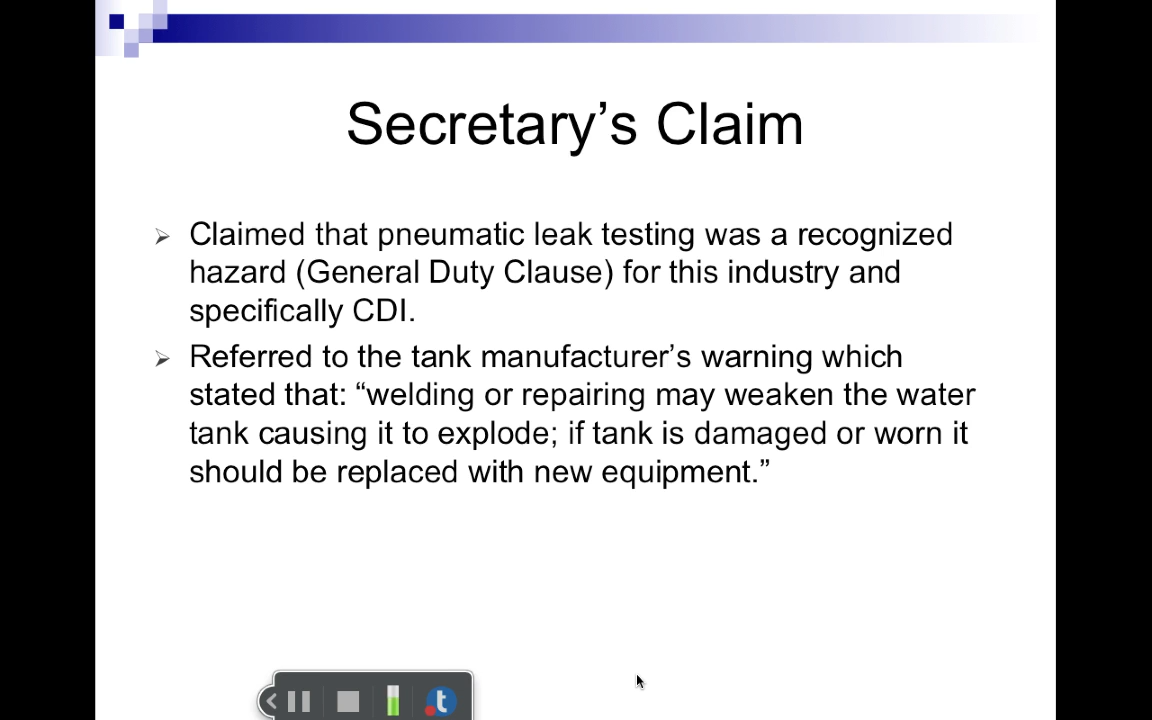 Secretary’s Claim
Claimed that pneumatic leak testing was a recognized
hazard (General Duty Clause) for this industry and
specifically CDI.
Referred to the tank manufacturer’s warning which
stated that: “welding or repairing may weaken the water
tank causing it to explode; if tank is damaged or worn it
should be replaced with new equipment.”
t